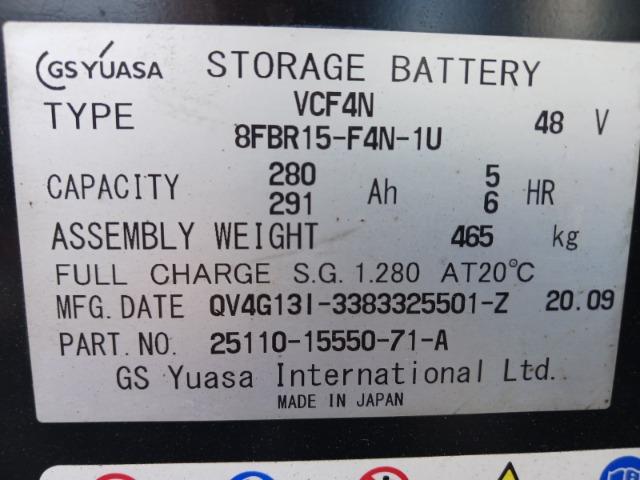 GS YUASA STORAGE BATTERY
TYPE VCF4N 48 V
8FBR15-F4N-1U
CAPACITY 280 Ah 5 HR
291 6
ASSEMBLY WEIGHT 465 kg
FULL CHARGE S.G. 1.280 AT20°C
MFG. DATE QV4G13I-3383325501-Z 20.09
PART. NO. 25110-15550-71-A
GS Yuasa International Ltd.
MADE IN JAPAN